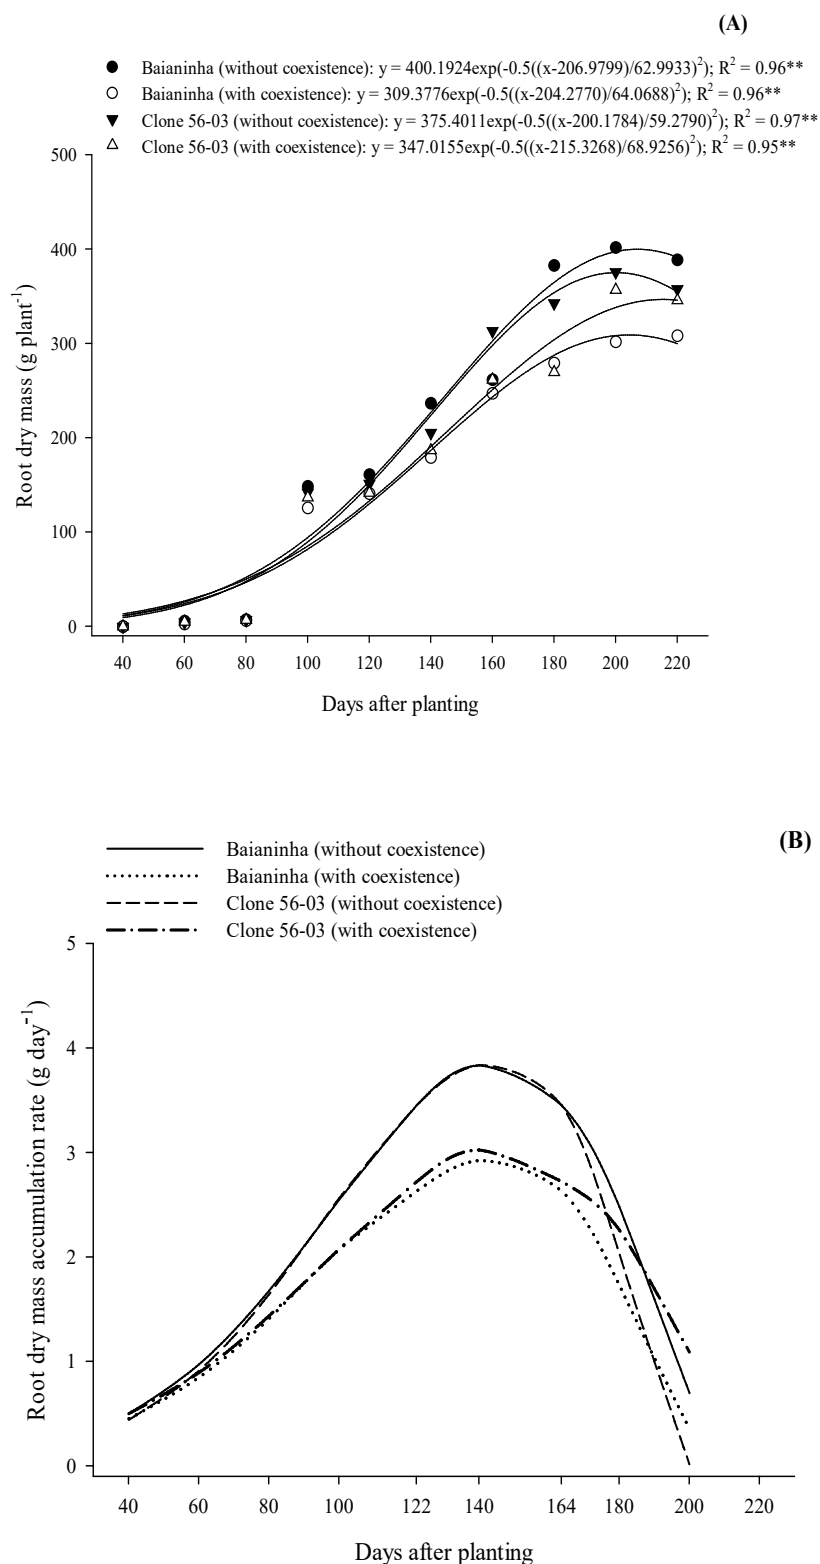 (A)
Baianinha (without coexistence): y = 400.1924exp(-0.5((x-206.9799)/62.9933)²); R² = 0.96**
Baianinha (with coexistence): y = 309.3776exp(-0.5((x-204.2770)/64.0688)²); R² = 0.96**
Clone 56-03 (without coexistence): y = 375.4011exp(-0.5((x-200.1784)/59.2790)²); R² = 0.97**
Clone 56-03 (with coexistence): y = 347.0155exp(-0.5((x-215.3268)/68.9256)²); R² = 0.95**
500
400
300
200
100
0
Root dry mass (g plant⁻¹)
40 60 80 100 120 140 160 180 200 220
Days after planting
(B)
Baianinha (without coexistence)
Baianinha (with coexistence)
Clone 56-03 (without coexistence)
Clone 56-03 (with coexistence)
5
4
3
2
1
0
Root dry mass accumulation rate (g day⁻¹)
40 60 80 100 122 140 164 180 200 220
Days after planting